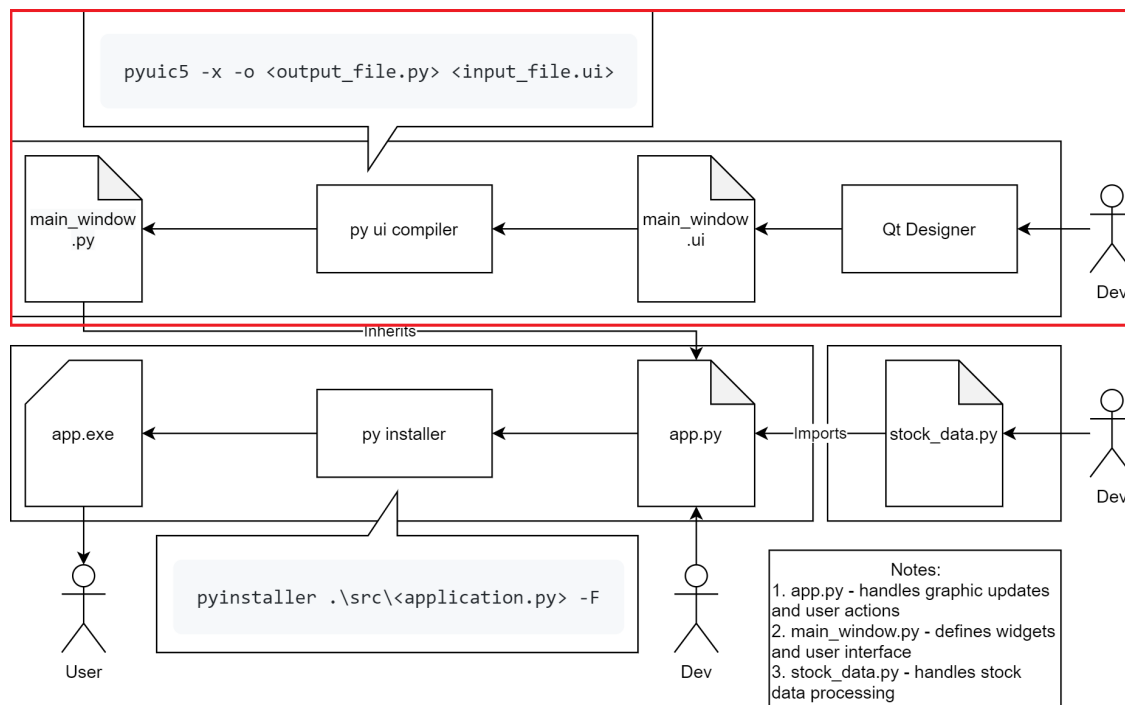 pyuic5 -x -o <output_file.py> <input_file.ui>
main_window
.py
py ui compiler
main_window
.ui
Qt Designer
Dev
Inherits
app.exe
py installer
app.py
Imports
stock_data.py
Dev
pyinstaller .\src\<application.py> -F
User
Dev
Notes:
1. app.py - handles graphic updates
and user actions
2. main_window.py - defines widgets
and user interface
3. stock_data.py - handles stock
data processing